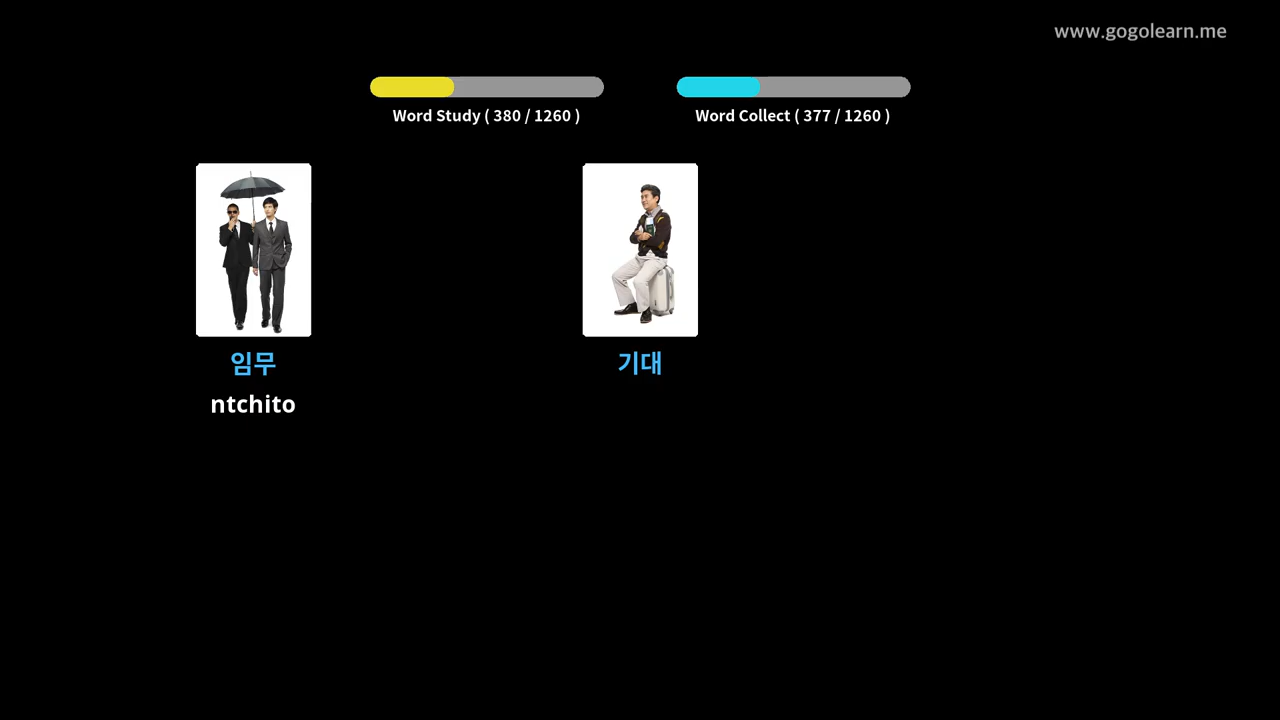 www.gogolearn.me
Word Study ( 380 / 1260 )
Word Collect ( 377 / 1260 )
임무
기대
ntchito